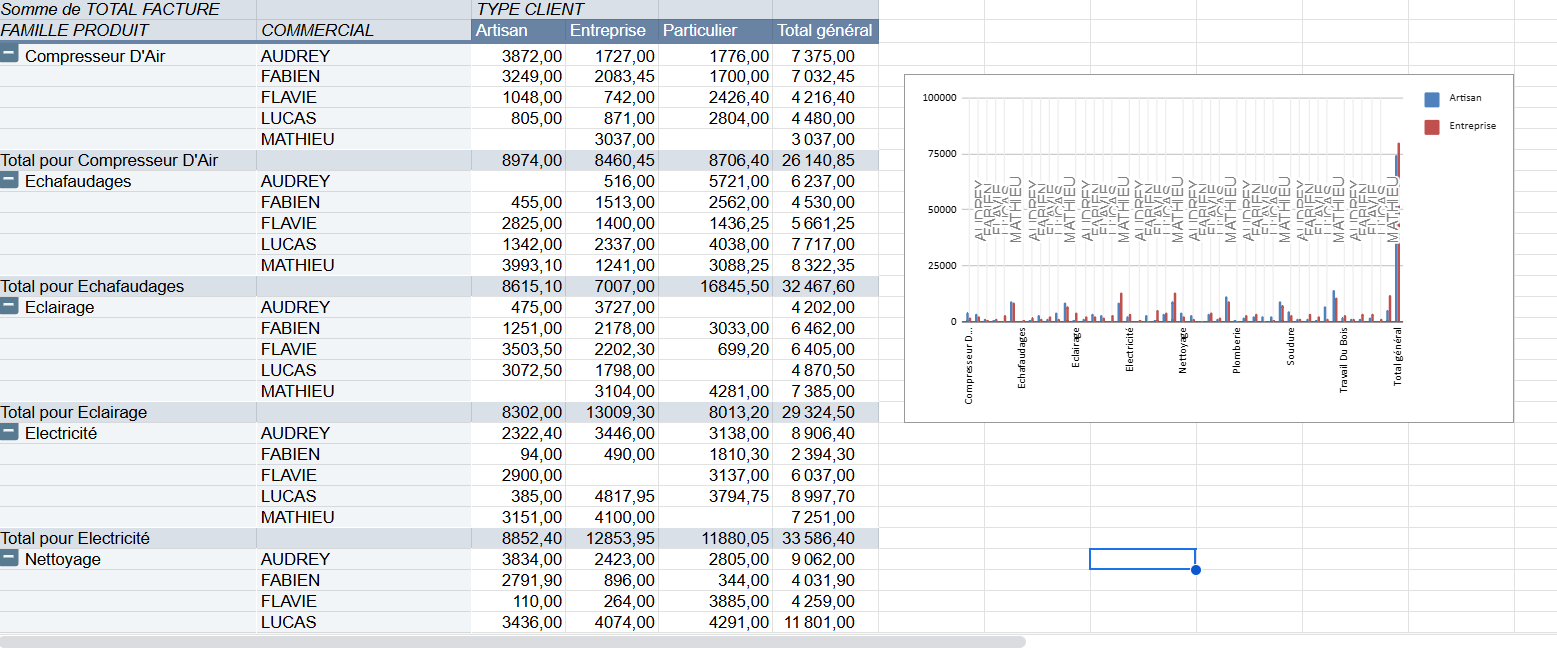 Somme de TOTAL FACTURE TYPE CLIENT
FAMILLE PRODUIT COMMERCIAL Artisan Entreprise Particulier Total général
Compresseur D'Air AUDREY 3872,00 1727,00 1776,00 7 375,00
FABIEN 3249,00 2083,45 1700,00 7 032,45
FLAVIE 1048,00 742,00 2426,40 4 216,40
LUCAS 805,00 871,00 2804,00 4 480,00
MATHIEU 3037,00 3 037,00
Total pour Compresseur D'Air 8974,00 8460,45 8706,40 26 140,85
Echafaudages AUDREY 516,00 5721,00 6 237,00
FABIEN 455,00 1513,00 2562,00 4 530,00
FLAVIE 2825,00 1400,00 1436,25 5 661,25
LUCAS 1342,00 2337,00 4038,00 7 717,00
MATHIEU 3993,10 1241,00 3088,25 8 322,35
Total pour Echafaudages 8615,10 7007,00 16845,50 32 467,60
Eclairage AUDREY 475,00 3727,00 4 202,00
FABIEN 1251,00 2178,00 3033,00 6 462,00
FLAVIE 3503,50 2202,30 699,20 6 405,00
LUCAS 3072,50 1798,00 4 870,50
MATHIEU 3104,00 4281,00 7 385,00
Total pour Eclairage 8302,00 13009,30 8013,20 29 324,50
Electricité AUDREY 2322,40 3446,00 3138,00 8 906,40
FABIEN 94,00 490,00 1810,30 2 394,30
FLAVIE 2900,00 3137,00 6 037,00
LUCAS 385,00 4817,95 3794,75 8 997,70
MATHIEU 3151,00 4100,00 7 251,00
Total pour Electricité 8852,40 12853,95 11880,05 33 586,40
Nettoyage AUDREY 3834,00 2423,00 2805,00 9 062,00
FABIEN 2791,90 896,00 344,00 4 031,90
FLAVIE 110,00 264,00 3885,00 4 259,00
LUCAS 3436,00 4074,00 4291,00 11 801,00
100000
75000
50000
25000
0
Artisan
Entreprise
AUDREY
FABIEN
FLAVIE
LUCAS
MATHIEU
AUDREY
FABIEN
FLAVIE
LUCAS
MATHIEU
AUDREY
FABIEN
FLAVIE
LUCAS
MATHIEU
AUDREY
FABIEN
FLAVIE
LUCAS
MATHIEU
AUDREY
FABIEN
FLAVIE
LUCAS
MATHIEU
AUDREY
FABIEN
FLAVIE
LUCAS
MATHIEU
AUDREY
FABIEN
FLAVIE
LUCAS
MATHIEU
AUDREY
FABIEN
FLAVIE
LUCAS
MATHIEU
Compresseur D...
Echafaudages
Eclairage
Electricité
Nettoyage
Plomberie
Soudure
Travail Du Bois
Total général